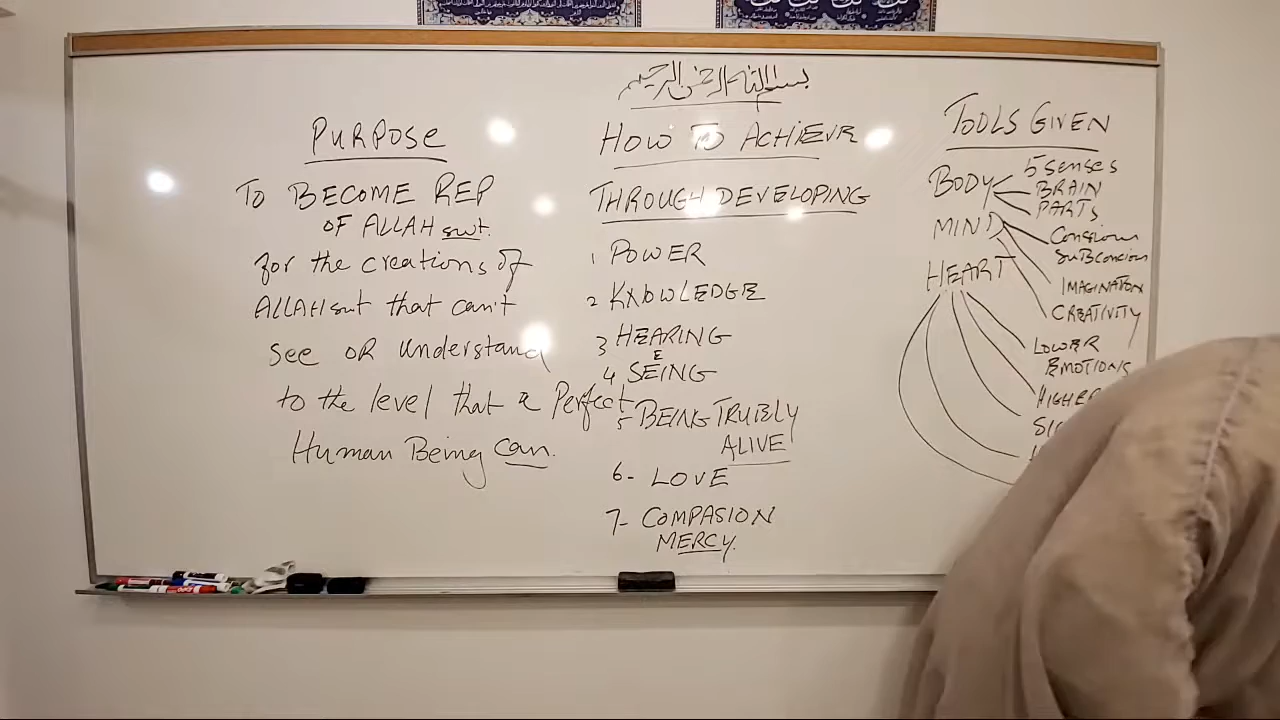 بسم الله الرحمن الرحيم
PURPOSE
TO BECOME REP
OF ALLAH swt.
for the creations of
ALLAH swt that can't
see OR understand
to the level that a Perfect
Human Being can.
HOW TO ACHIEVE
THROUGH DEVELOPING
1 POWER
2 KNOWLEDGE
3 HEARING
E
4 SEING
5 BEING TRUELY
ALIVE
6- LOVE
7- COMPASION
MERCY.
TOOLS GIVEN
BODY
5 senses
BRAIN
PARTS
MIND
Consious
SUBConcious
IMAGINATON
CREATIVITY
HEART
LOWER
EMOTIONS
HIGHER